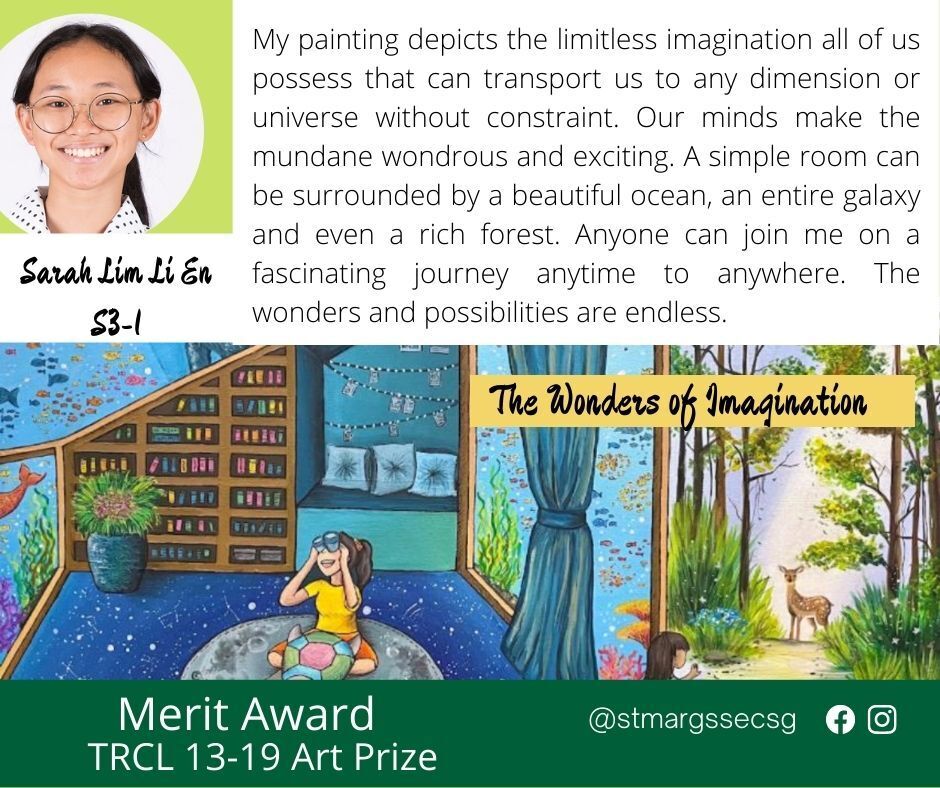 My painting depicts the limitless imagination all of us
possess that can transport us to any dimension or
universe without constraint. Our minds make the
mundane wondrous and exciting. A simple room can
be surrounded by a beautiful ocean, an entire galaxy
and even a rich forest. Anyone can join me on a
fascinating journey anytime to anywhere. The
wonders and possibilities are endless.
Sarah Lim Li En
S3-1
The Wonders of Imagination
Merit Award
TRCL 13-19 Art Prize
@stmargssecsg